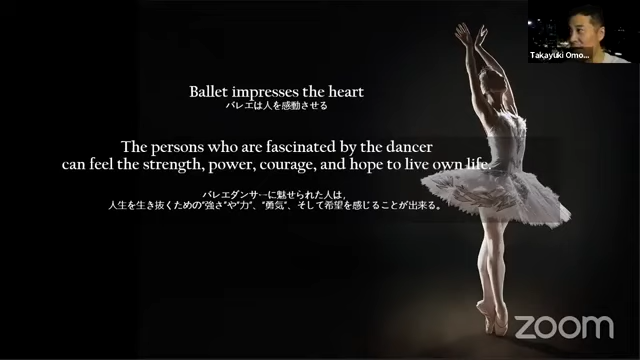 Ballet impresses the heart
バレエは人を感動させる
The persons who are fascinated by the dancer
can feel the strength, power, courage, and hope to live own life.
バレエダンサーに魅せられた人は、
人生を生き抜くための“強さ”や“力”、“勇気”、そして希望を感じることが出来る。
Takayuki Omo...
zoom